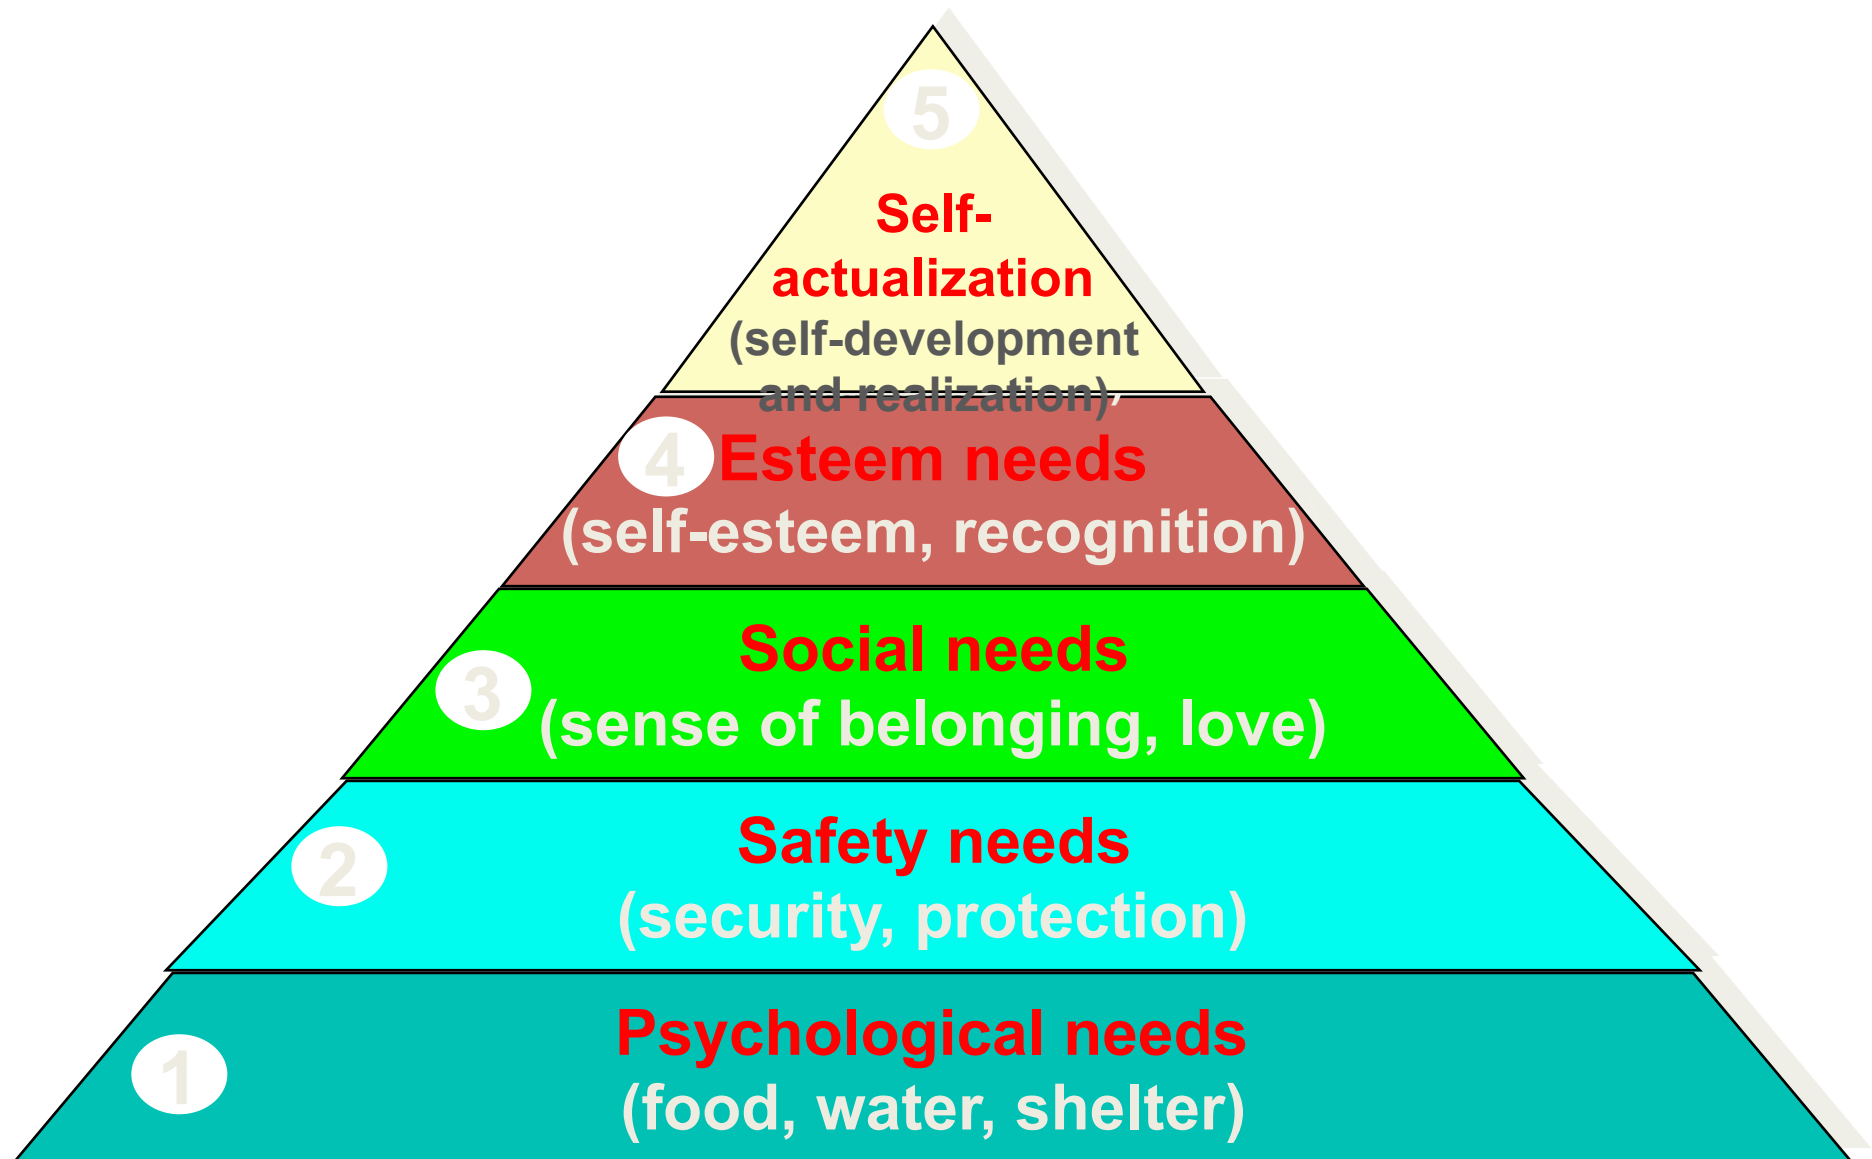 5
Self-
actualization
(self-development
and realization)
4
Esteem needs
(self-esteem, recognition)
Social needs
3
(sense of belonging, love)
Safety needs
2
(security, protection)
Psychological needs
1
(food, water, shelter)